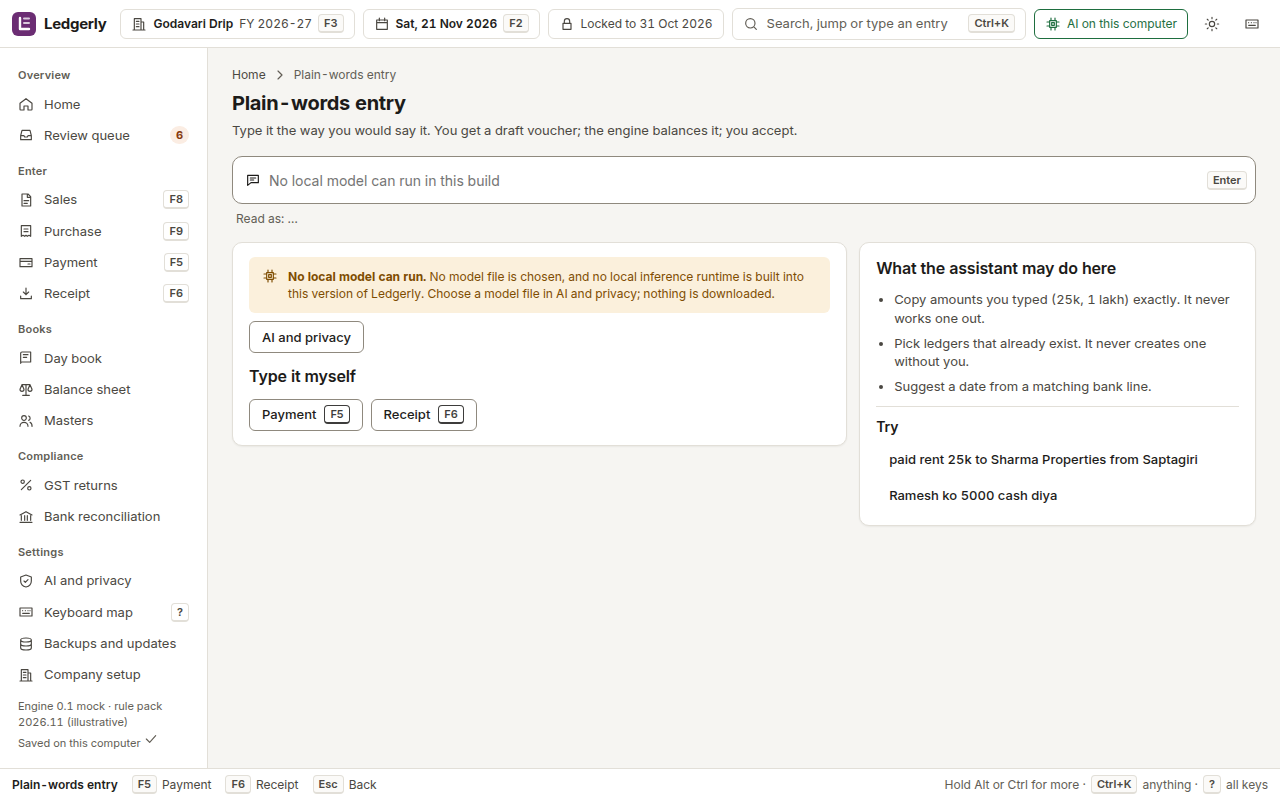 Ledgerly
Godavari Drip FY 2026-27 F3
Sat, 21 Nov 2026 F2
Locked to 31 Oct 2026
Search, jump or type an entry Ctrl+K
AI on this computer
Overview
Home
Review queue 6
Enter
Sales F8
Purchase F9
Payment F5
Receipt F6
Books
Day book
Balance sheet
Masters
Compliance
GST returns
Bank reconciliation
Settings
AI and privacy
Keyboard map ?
Backups and updates
Company setup
Engine 0.1 mock · rule pack
2026.11 (illustrative)
Saved on this computer
Home Plain-words entry
Plain-words entry
Type it the way you would say it. You get a draft voucher; the engine balances it; you accept.
No local model can run in this build Enter
Read as: ...
No local model can run. No model file is chosen, and no local inference runtime is built into
this version of Ledgerly. Choose a model file in AI and privacy; nothing is downloaded.
AI and privacy
Type it myself
Payment F5
Receipt F6
What the assistant may do here
• Copy amounts you typed (25k, 1 lakh) exactly. It never
works one out.
• Pick ledgers that already exist. It never creates one
without you.
• Suggest a date from a matching bank line.
Try
paid rent 25k to Sharma Properties from Saptagiri
Ramesh ko 5000 cash diya
Plain-words entry F5 Payment F6 Receipt Esc Back
Hold Alt or Ctrl for more · Ctrl+K anything · ? all keys